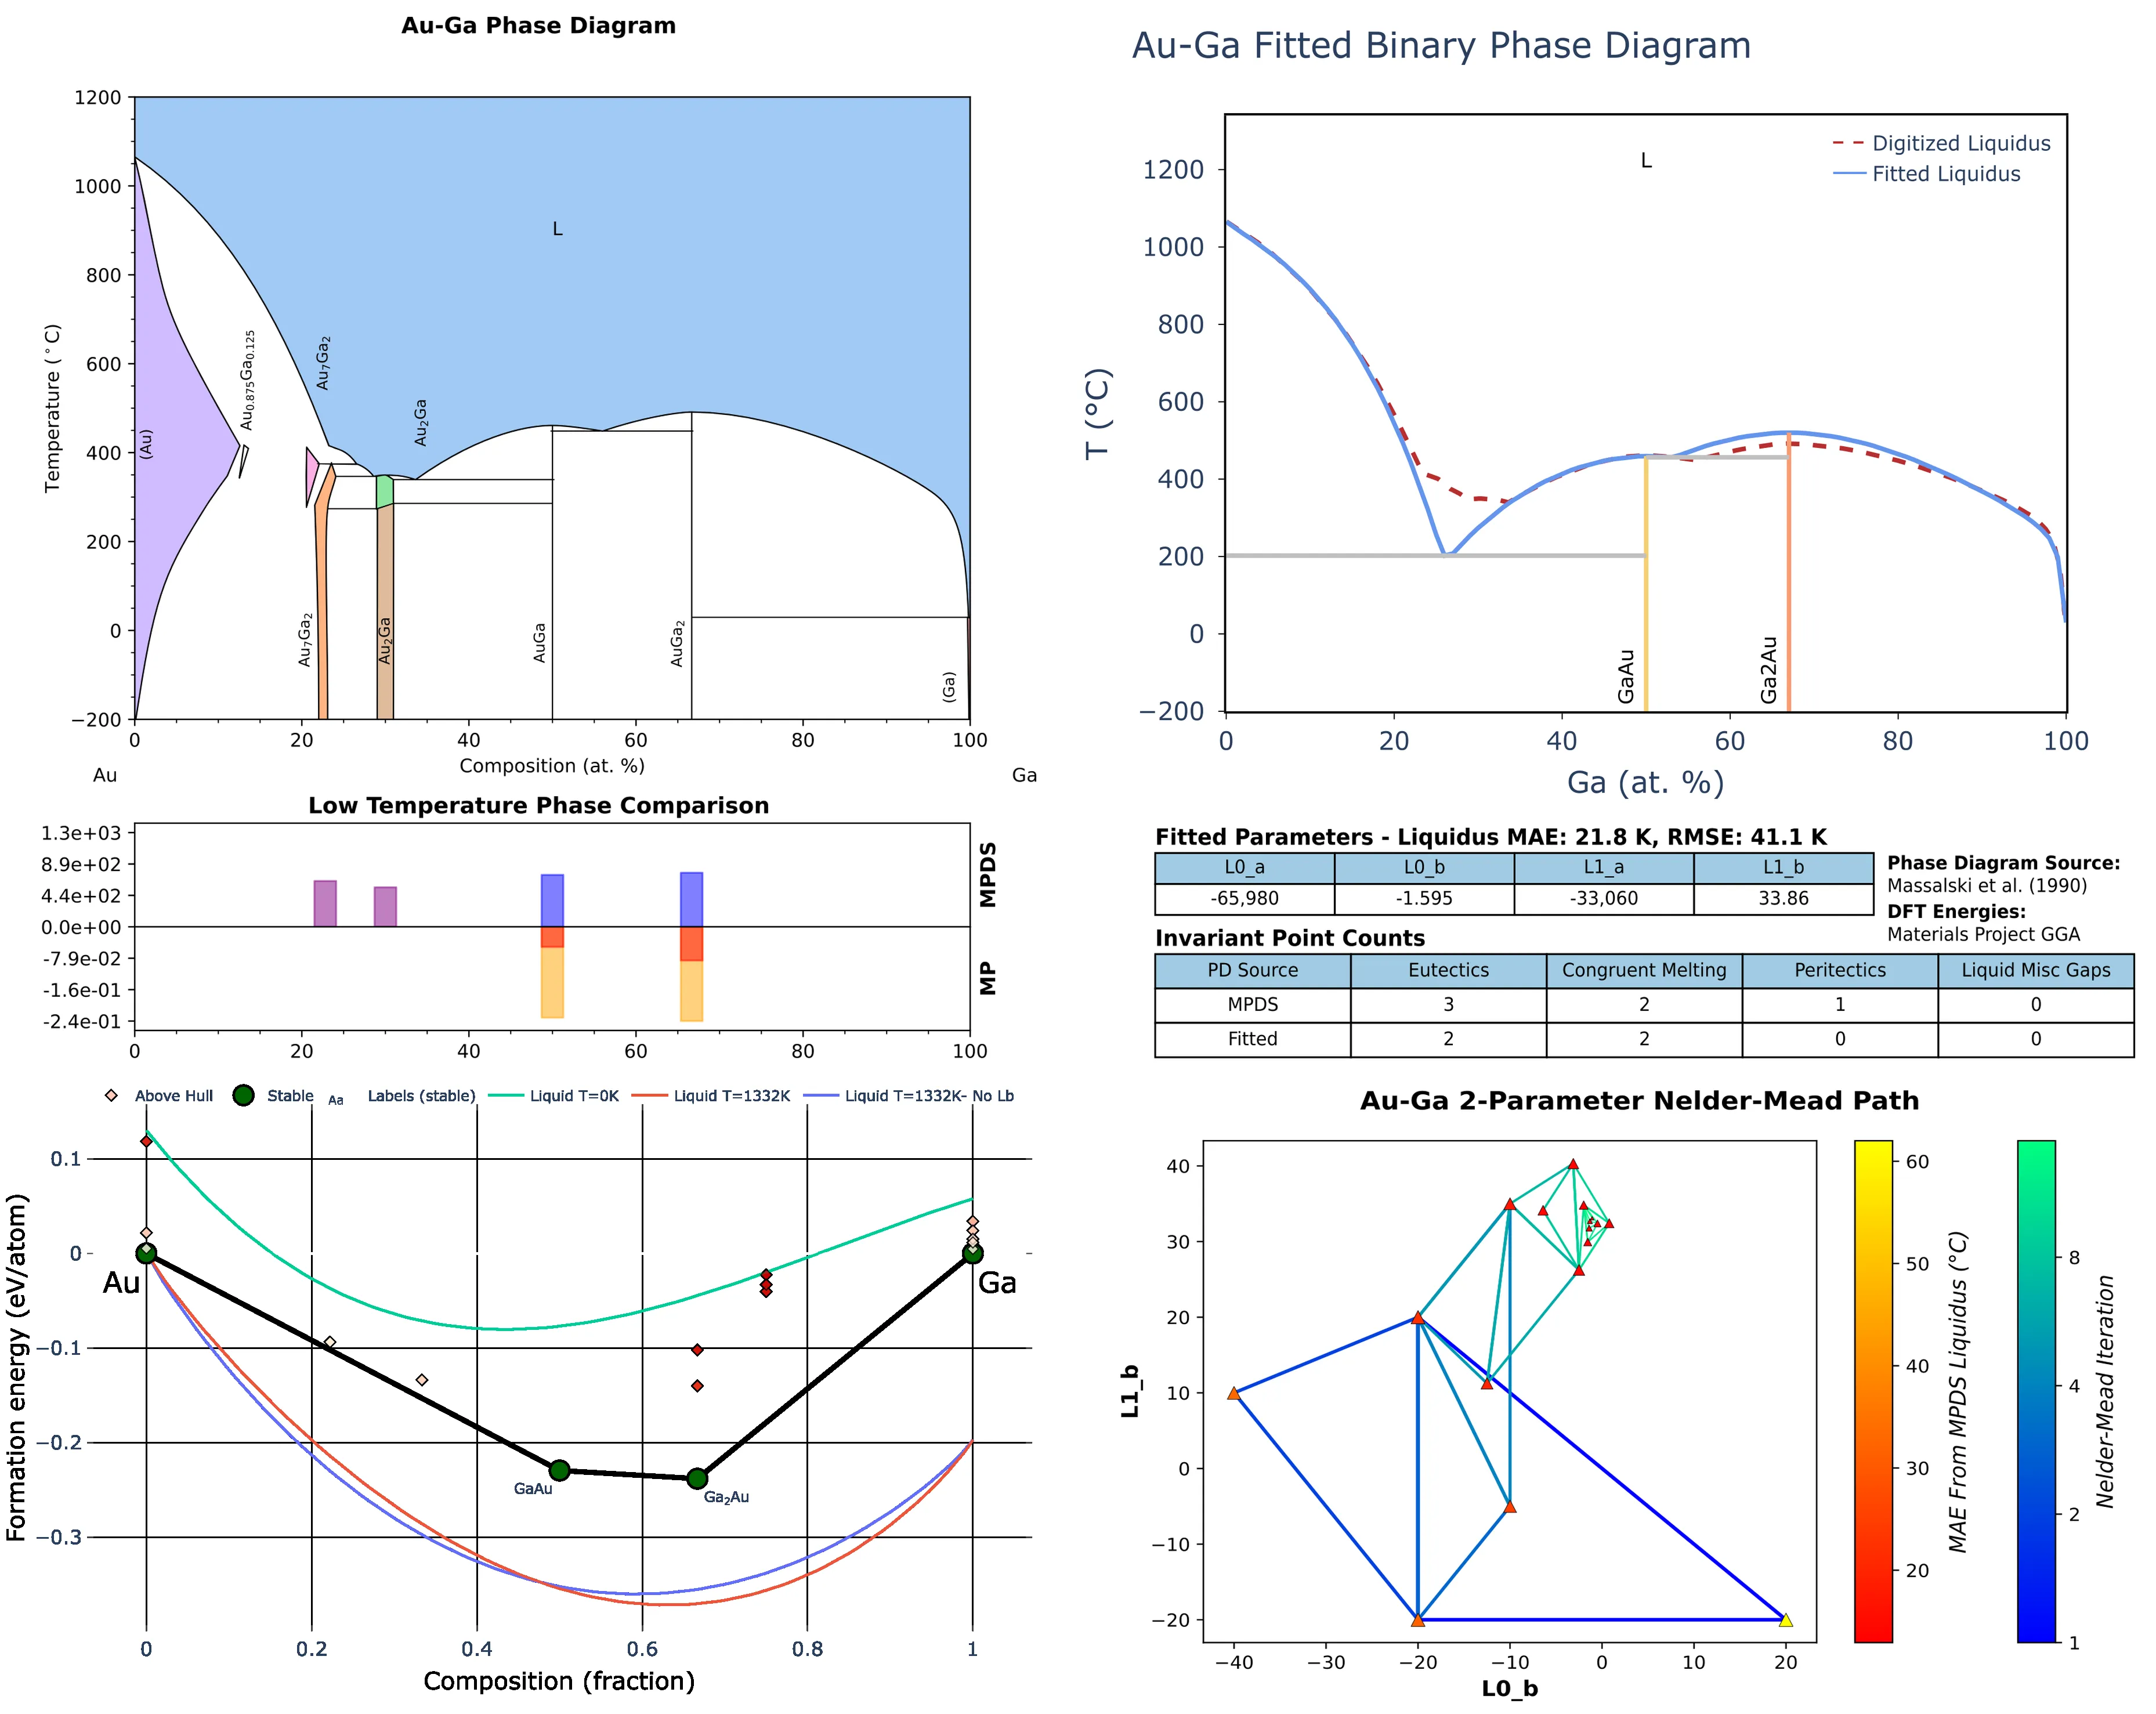 Au-Ga Phase Diagram
1200
1000
800
600
400
200
0
−200
Temperature (°C)
L
(Au)
Au0.875Ga0.125
Au7Ga2
Au2Ga
Au7Ga2
Au2Ga
AuGa
AuGa2
(Ga)
0 20 40 60 80 100
Composition (at. %)
Au Ga
Au-Ga Fitted Binary Phase Diagram
1200
1000
800
600
400
200
0
−200
T (°C)
L
Digitized Liquidus
Fitted Liquidus
GaAu
Ga2Au
0 20 40 60 80 100
Ga (at. %)
Low Temperature Phase Comparison
1.3e+03
8.9e+02
4.4e+02
0.0e+00
-7.9e-02
-1.6e-01
-2.4e-01
MPDS
MP
0 20 40 60 80 100
Fitted Parameters - Liquidus MAE: 21.8 K, RMSE: 41.1 K
L0_a L0_b L1_a L1_b
-65,980 -1.595 -33,060 33.86
Phase Diagram Source:
Massalski et al. (1990)
DFT Energies:
Materials Project GGA
Invariant Point Counts
PD Source Eutectics Congruent Melting Peritectics Liquid Misc Gaps
MPDS 3 2 1 0
Fitted 2 2 0 0
Above Hull Stable Aa Labels (stable) Liquid T=0K Liquid T=1332K Liquid T=1332K- No Lb
0.1
0
−0.1
−0.2
−0.3
Formation energy (eV/atom)
Au
Ga
GaAu
Ga2Au
0 0.2 0.4 0.6 0.8 1
Composition (fraction)
Au-Ga 2-Parameter Nelder-Mead Path
40
30
20
10
0
−10
−20
L1_b
−40 −30 −20 −10 0 10 20
L0_b
60
50
40
30
20
MAE From MPDS Liquidus (°C)
8
4
2
1
Nelder-Mead Iteration